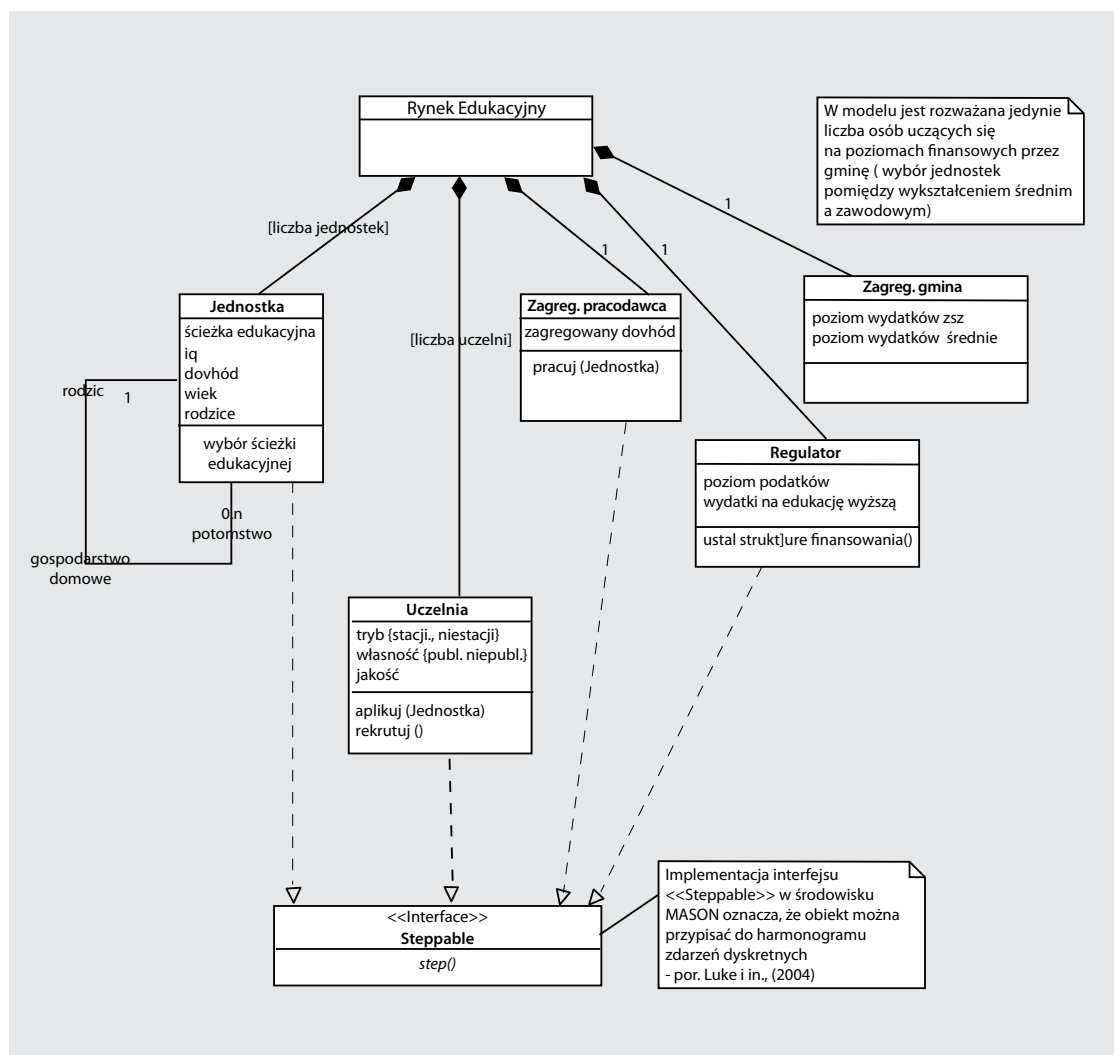 Rynek Edukacyjny
W modelu jest rozważana jedynie
liczba osób uczących się
na poziomach finansowych przez
gminę ( wybór jednostek
pomiędzy wykształceniem średnim
a zawodowym)
1
[liczba jednostek]
1
1
Jednostka
ścieżka edukacyjna
iq
dovhód
wiek
rodzice
wybór ścieżki
edukacyjnej
rodzic
1
0.n
potomstwo
gospodarstwo
domowe
[liczba uczelni]
Zagreg. pracodawca
zagregowany dovhód
pracuj (Jednostka)
Zagreg. gmina
poziom wydatków zsz
poziom wydatków średnie
Regulator
poziom podatków
wydatki na edukację wyższą
ustal strukt]ure finansowania()
Uczelnia
tryb {stacji., niestacji}
własność {publ. niepubl.}
jakość
aplikuj (Jednostka)
rekrutuj ()
<<Interface>>
Steppable
step()
Implementacja interfejsu
<<Steppable>> w środowisku
MASON oznacza, że obiekt można
przypisać do harmonogramu
zdarzeń dyskretnych
- por. Luke i in., (2004)